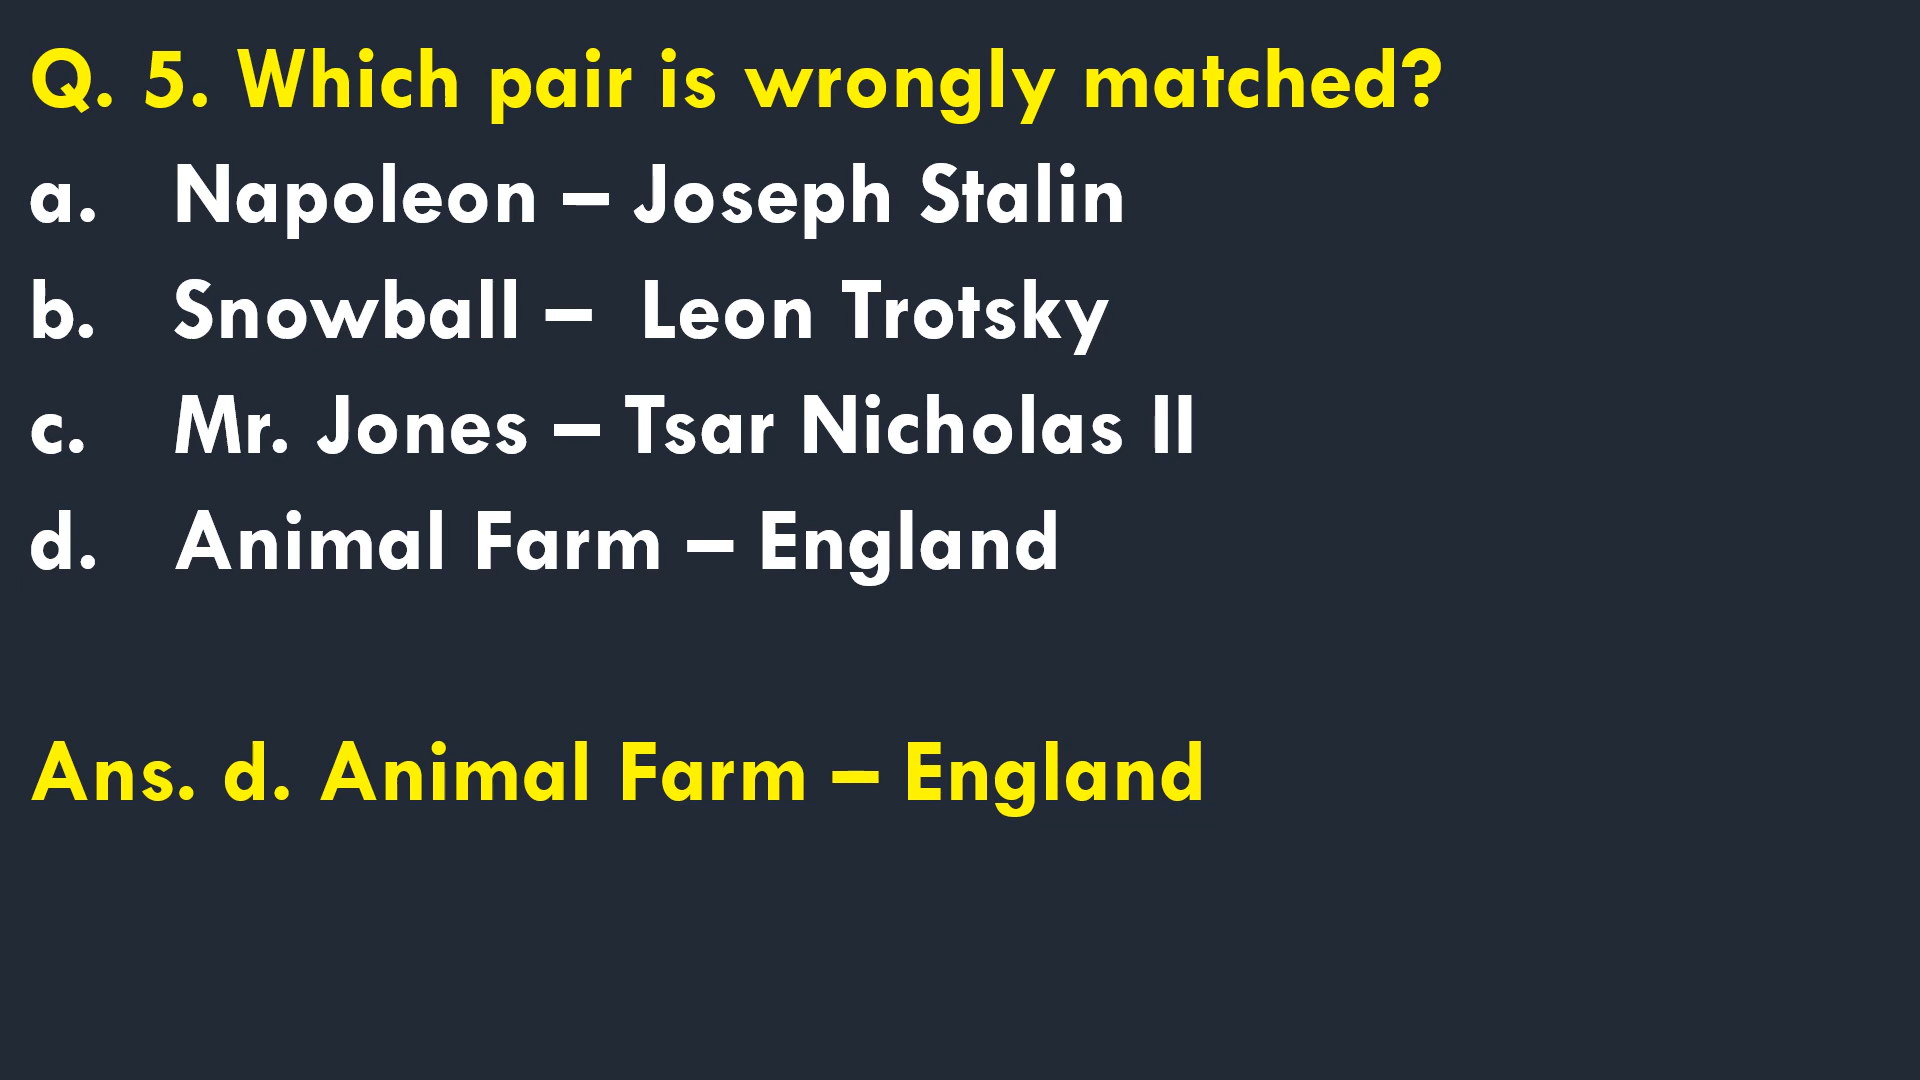 Q. 5. Which pair is wrongly matched?
a. Napoleon – Joseph Stalin
b. Snowball – Leon Trotsky
c. Mr. Jones – Tsar Nicholas II
d. Animal Farm – England
Ans. d. Animal Farm – England